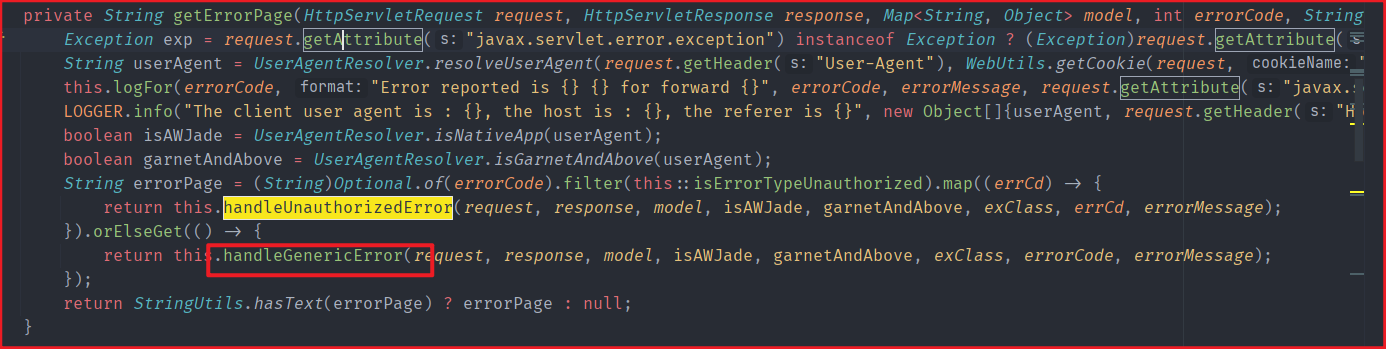 private String getErrorPage(HttpServletRequest request, HttpServletResponse response, Map<String, Object> model, int errorCode, String
Exception exp = request.getAttribute( s: "javax.servlet.error.exception") instanceof Exception ? (Exception)request.getAttribute( s
String userAgent = UserAgentResolver.resolveUserAgent(request.getHeader( s: "User-Agent"), WebUtils.getCookie(request, cookieName: "
this.logFor(errorCode, format: "Error reported is {} {} for forward {}", errorCode, errorMessage, request.getAttribute( s: "javax.s
LOGGER.info("The client user agent is : {}, the host is : {}, the referer is {}", new Object[]{userAgent, request.getHeader( s: "H
boolean isAWJade = UserAgentResolver.isNativeApp(userAgent);
boolean garnetAndAbove = UserAgentResolver.isGarnetAndAbove(userAgent);
String errorPage = (String)Optional.of(errorCode).filter(this::isErrorTypeUnauthorized).map((errCd) -> {
return this.handleUnauthorizedError(request, response, model, isAWJade, garnetAndAbove, exClass, errCd, errorMessage);
}).orElseGet(() -> {
return this.handleGenericError(request, response, model, isAWJade, garnetAndAbove, exClass, errorCode, errorMessage);
});
return StringUtils.hasText(errorPage) ? errorPage : null;
}